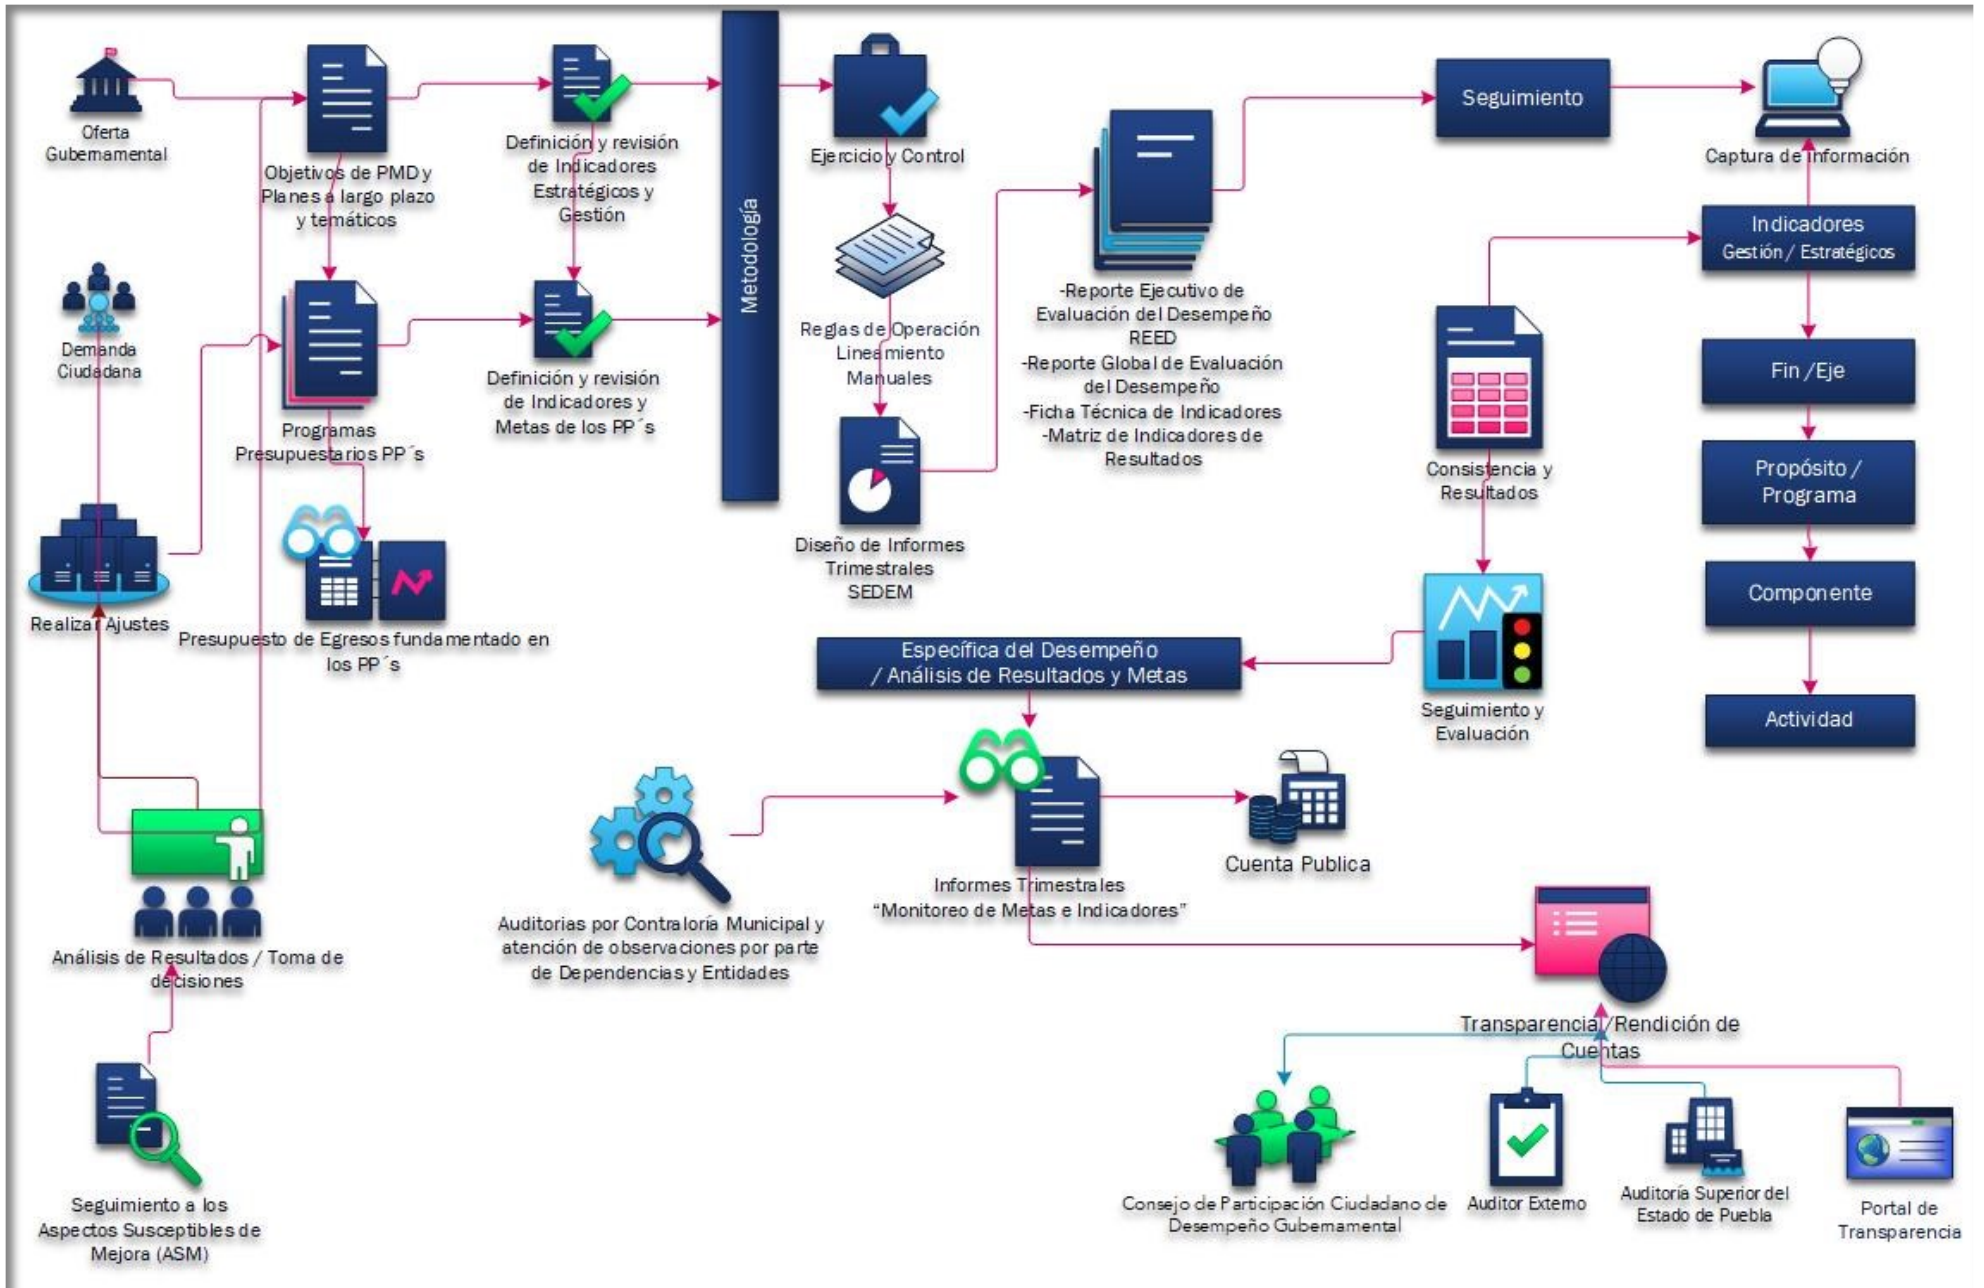 Oferta
Gubernamental
Objetivos de PMD y
Planes a largo plazo
y temáticos
Definición y revisión
de Indicadores
Estratégicos y
Gestión
Demanda
Ciudadana
Programas
Presupuestarios PP´s
Definición y revisión
de Indicadores y
Metas de los PP´s
Realizar Ajustes
Presupuesto de Egresos fundamentado en
los PP´s
Metodología
Ejercicio y Control
Reglas de Operación
Lineamiento
Manuales
Diseño de Informes
Trimestrales
SEDEM
-Reporte Ejecutivo de
Evaluación del Desempeño
REED
-Reporte Global de Evaluación
del Desempeño
-Ficha Técnica de Indicadores
-Matriz de Indicadores de
Resultados
Seguimiento
Captura de información
Indicadores
Gestión / Estratégicos
Fin /Eje
Propósito /
Programa
Componente
Actividad
Consistencia y
Resultados
Seguimiento y
Evaluación
Específica del Desempeño
/ Análisis de Resultados y Metas
Informes Trimestrales
“Monitoreo de Metas e Indicadores”
Cuenta Publica
Auditorias por Contraloría Municipal y
atención de observaciones por parte
de Dependencias y Entidades
Análisis de Resultados / Toma de
decisiones
Seguimiento a los
Aspectos Susceptibles de
Mejora (ASM)
Transparencia /Rendición de
Cuentas
Consejo de Participación Ciudadano de
Desempeño Gubernamental
Auditor Externo
Auditoría Superior del
Estado de Puebla
Portal de
Transparencia